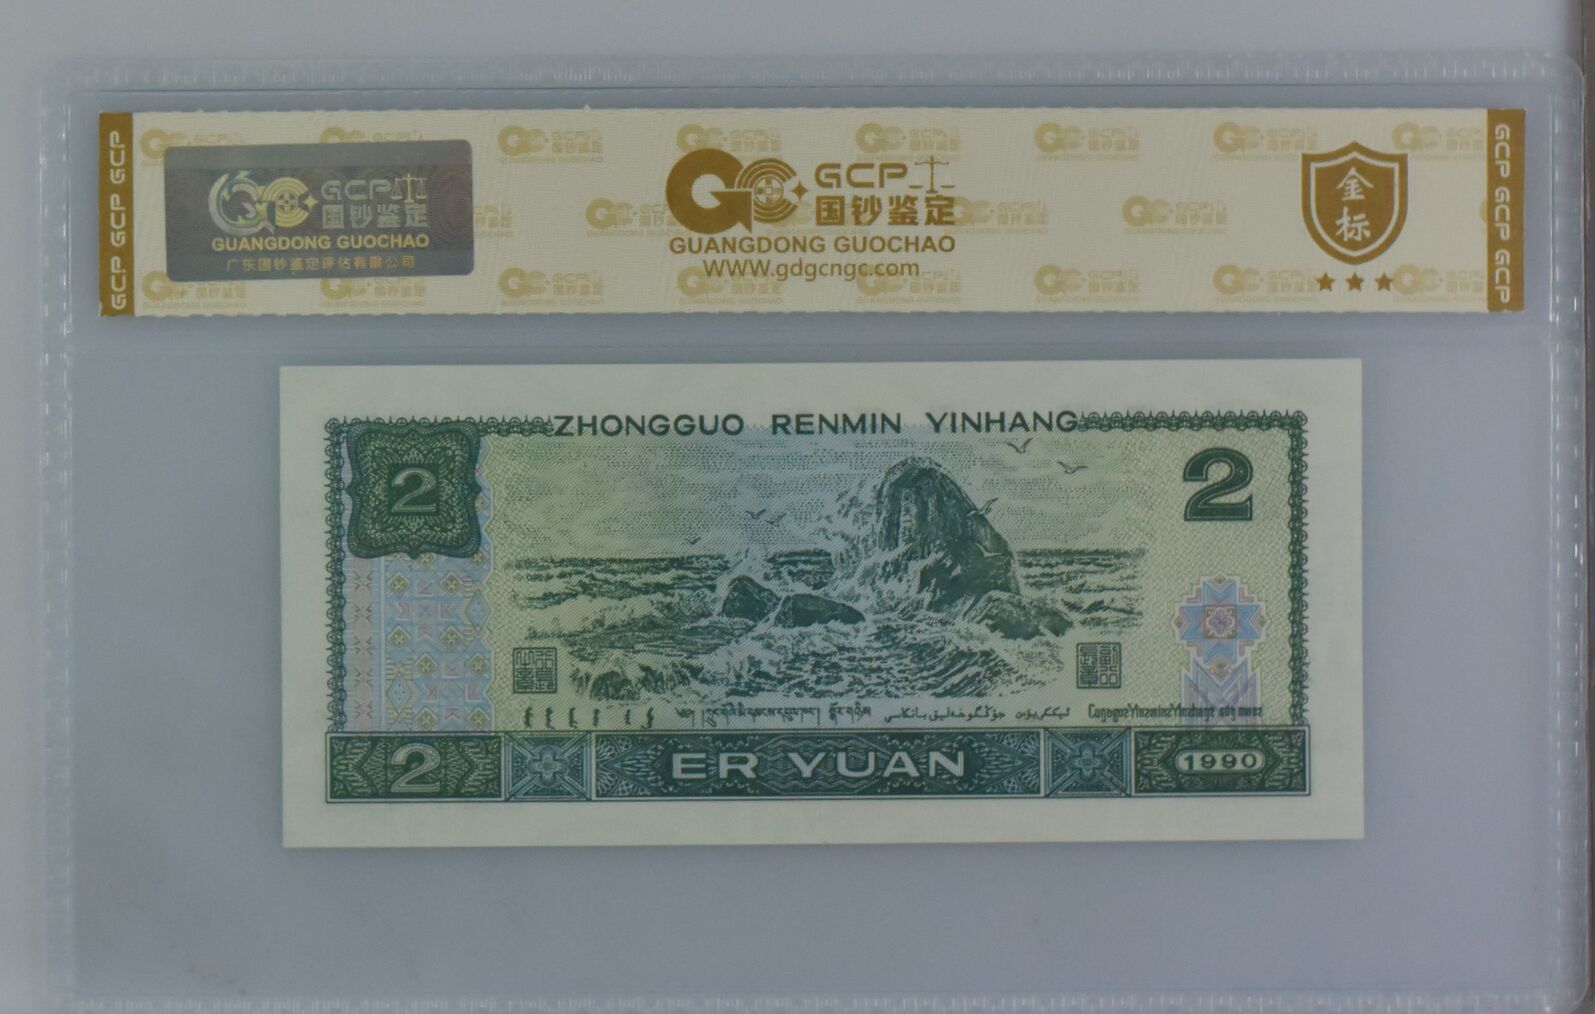 GCP GCP GCP
GCP
国钞鉴定
GUANGDONG GUOCHAO
广东国钞鉴定评估有限公司
GCP
国钞鉴定
GUANGDONG GUOCHAO
WWW.gdgcngc.com
金标
GCP GCP GCP
ZHONGGUO RENMIN YINHANG
2
2
2
ER YUAN
1990